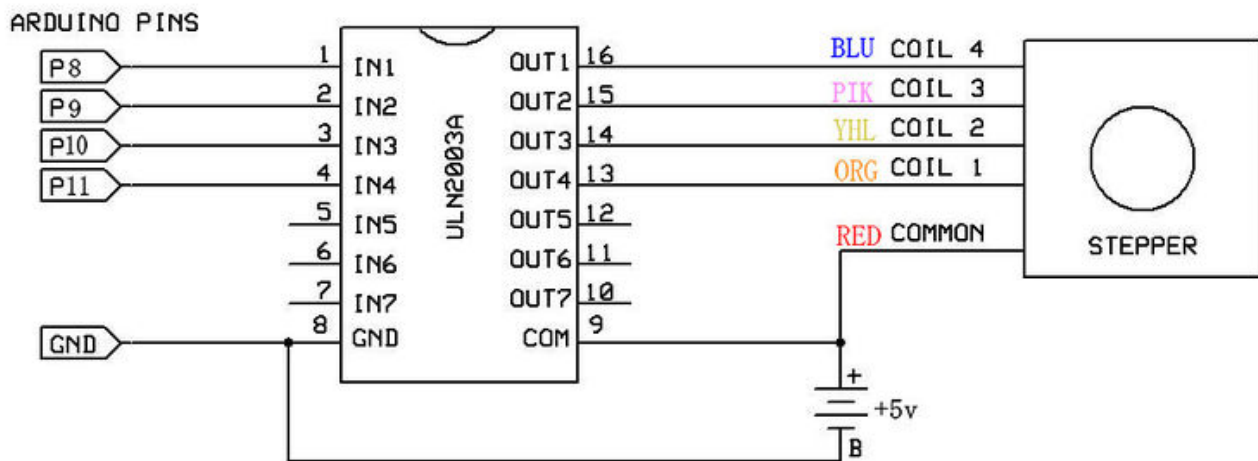 ARDUINO PINS
P8 1 IN1 OUT1 16 BLU COIL 4
P9 2 IN2 OUT2 15 PIK COIL 3
P10 3 IN3 OUT3 14 YHL COIL 2
P11 4 IN4 OUT4 13 ORG COIL 1
ULN2003A
5 IN5 OUT5 12
RED COMMON
6 IN6 OUT6 11
STEPPER
7 IN7 OUT7 10
GND 8 GND COM 9
+
+5v
B